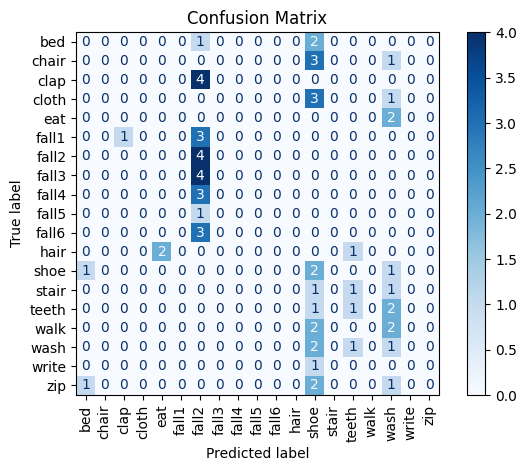 Confusion Matrix
True label
bed 0 0 0 0 0 0 1 0 0 0 0 0 2 0 0 0 0 0 0
chair 0 0 0 0 0 0 0 0 0 0 0 0 3 0 0 0 1 0 0
clap 0 0 0 0 0 0 4 0 0 0 0 0 0 0 0 0 0 0 0
cloth 0 0 0 0 0 0 0 0 0 0 0 0 3 0 0 0 1 0 0
eat 0 0 0 0 0 0 0 0 0 0 0 0 0 0 0 0 2 0 0
fall1 0 0 1 0 0 0 3 0 0 0 0 0 0 0 0 0 0 0 0
fall2 0 0 0 0 0 0 4 0 0 0 0 0 0 0 0 0 0 0 0
fall3 0 0 0 0 0 0 4 0 0 0 0 0 0 0 0 0 0 0 0
fall4 0 0 0 0 0 0 3 0 0 0 0 0 0 0 0 0 0 0 0
fall5 0 0 0 0 0 0 1 0 0 0 0 0 0 0 0 0 0 0 0
fall6 0 0 0 0 0 0 3 0 0 0 0 0 0 0 0 0 0 0 0
hair 0 0 0 0 2 0 0 0 0 0 0 0 0 0 1 0 0 0 0
shoe 1 0 0 0 0 0 0 0 0 0 0 0 2 0 0 0 1 0 0
stair 0 0 0 0 0 0 0 0 0 0 0 0 1 0 1 0 1 0 0
teeth 0 0 0 0 0 0 0 0 0 0 0 0 1 0 1 0 2 0 0
walk 0 0 0 0 0 0 0 0 0 0 0 0 2 0 0 0 2 0 0
wash 0 0 0 0 0 0 0 0 0 0 0 0 2 0 1 0 1 0 0
write 0 0 0 0 0 0 0 0 0 0 0 0 1 0 0 0 0 0 0
zip 1 0 0 0 0 0 0 0 0 0 0 0 2 0 0 0 1 0 0
bed chair clap cloth eat fall1 fall2 fall3 fall4 fall5 fall6 hair shoe stair teeth walk wash write zip
Predicted label
4.0
3.5
3.0
2.5
2.0
1.5
1.0
0.5
0.0